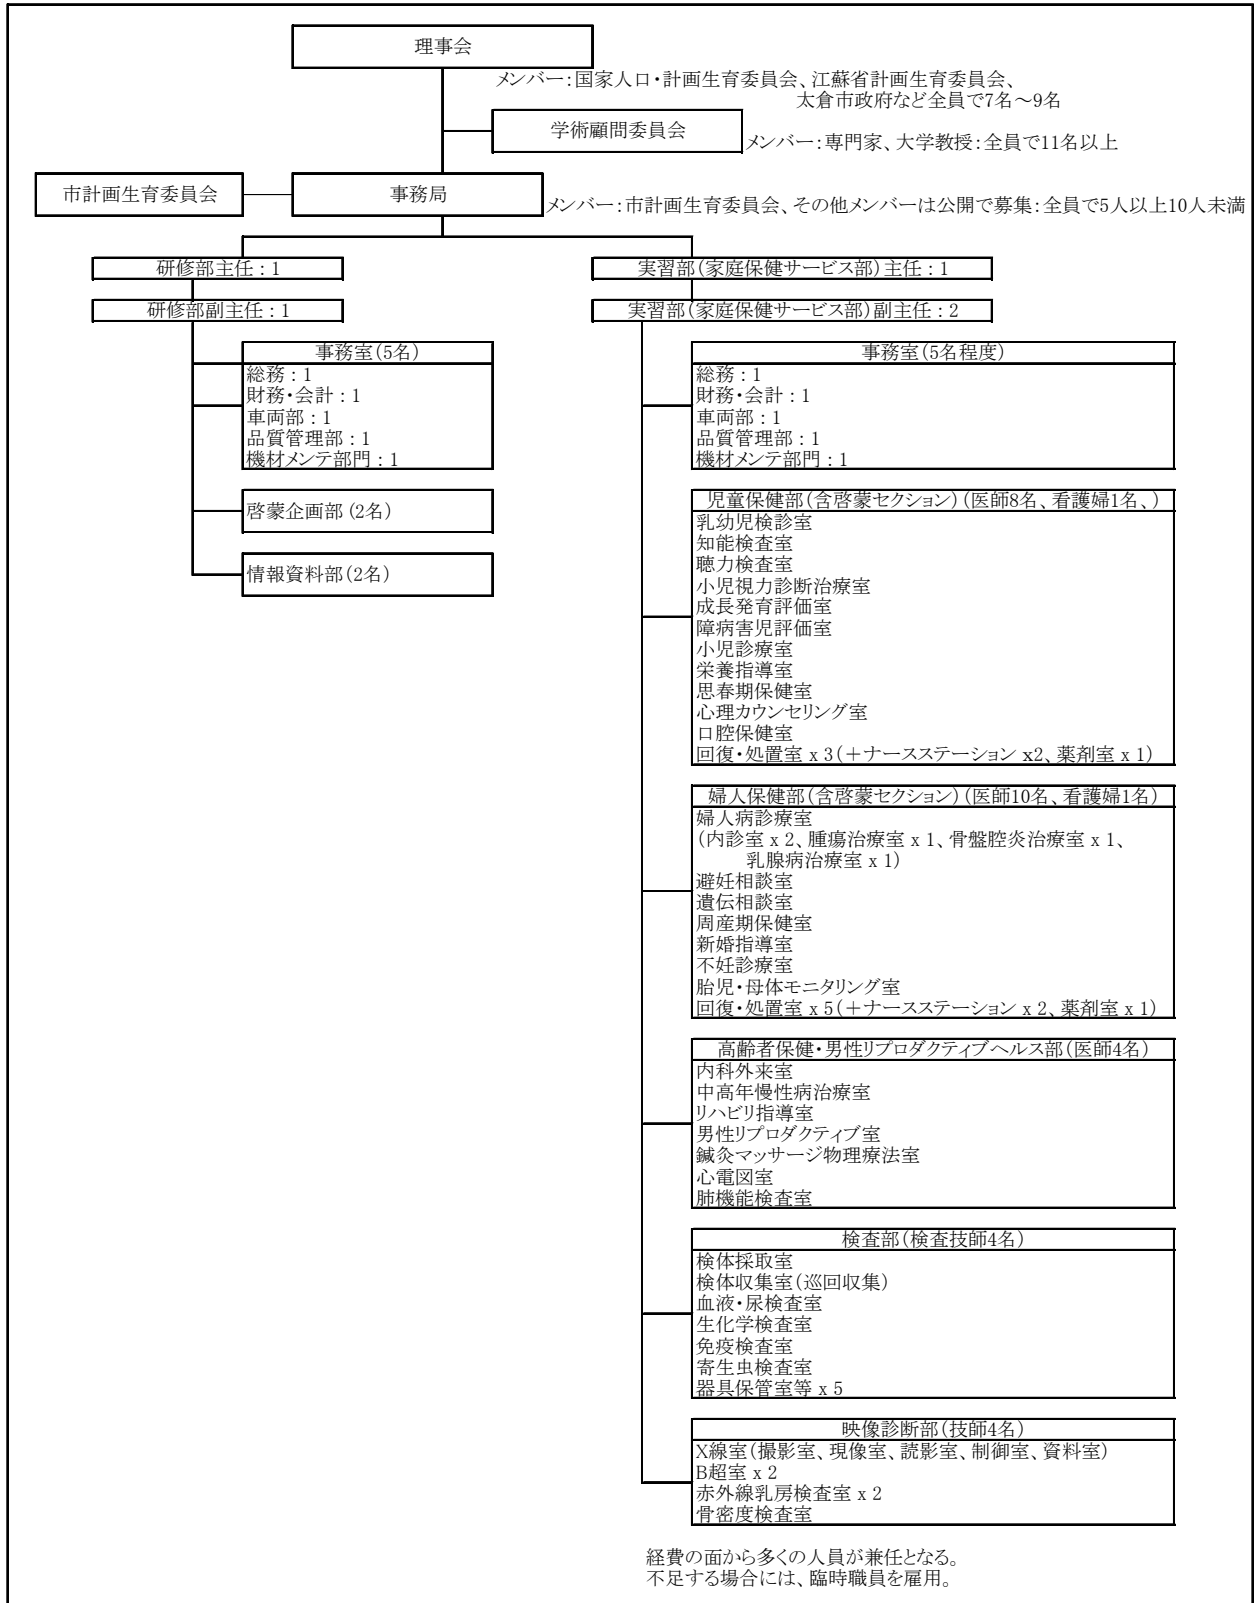 理事会
メンバー：国家人口・計画生育委員会、江蘇省計画生育委員会、
太倉市政府など全員で7名～9名
学術顧問委員会
メンバー：専門家、大学教授：全員で11名以上
市計画生育委員会
事務局
メンバー：市計画生育委員会、その他メンバーは公開で募集：全員で5人以上10人未満
研修部主任：1
実習部（家庭保健サービス部）主任：1
研修部副主任：1
実習部（家庭保健サービス部）副主任：2
事務室（5名）
総務：1
財務・会計：1
車両部：1
品質管理部：1
機材メンテ部門：1
啓蒙企画部（2名）
情報資料部（2名）
事務室（5名程度）
総務：1
財務・会計：1
車両部：1
品質管理部：1
機材メンテ部門：1
児童保健部（含啓蒙セクション）（医師8名、看護婦1名、）
乳幼児検診室
知能検査室
聴力検査室
小児視力診断治療室
成長発育評価室
障病害児評価室
小児診療室
栄養指導室
思春期保健室
心理カウンセリング室
口腔保健室
回復・処置室 x 3（＋ナースステーション x2、薬剤室 x 1）
婦人保健部（含啓蒙セクション）（医師10名、看護婦1名）
婦人病診療室
（内診室 x 2、腫瘍治療室 x 1、骨盤腔炎治療室 x 1、
乳腺病治療室 x 1）
避妊相談室
遺伝相談室
周産期保健室
新婚指導室
不妊診療室
胎児・母体モニタリング室
回復・処置室 x 5（＋ナースステーション x 2、薬剤室 x 1）
高齢者保健・男性リプロダクティブヘルス部（医師4名）
内科外来室
中高年慢性病治療室
リハビリ指導室
男性リプロダクティブ室
鍼灸マッサージ物理療法室
心電図室
肺機能検査室
検査部（検査技師4名）
検体採取室
検体収集室（巡回収集）
血液・尿検査室
生化学検査室
免疫検査室
寄生虫検査室
器具保管室等 x 5
映像診断部（技師4名）
X線室（撮影室、現像室、読影室、制御室、資料室）
B超室 x 2
赤外線乳房検査室 x 2
骨密度検査室
経費の面から多くの人員が兼任となる。
不足する場合には、臨時職員を雇用。